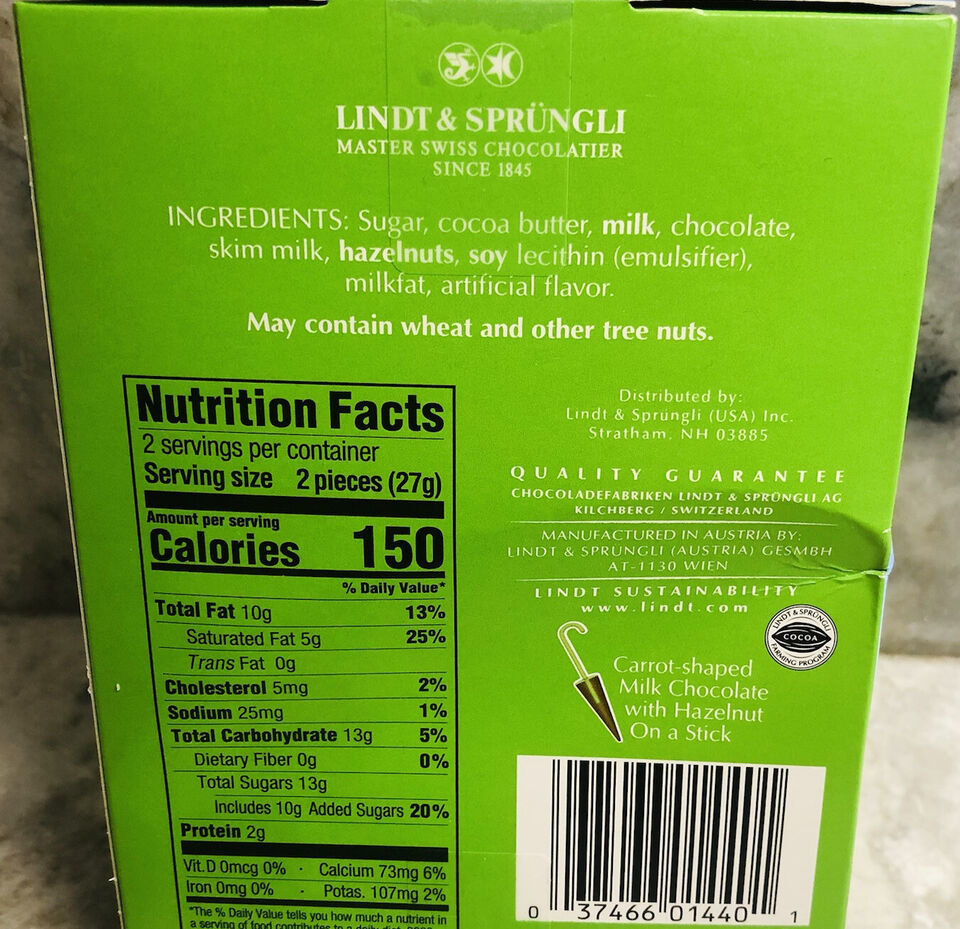 LINDT & SPRÜNGLI
MASTER SWISS CHOCOLATIER
SINCE 1845
INGREDIENTS: Sugar, cocoa butter, milk, chocolate,
skim milk, hazelnuts, soy lecithin (emulsifier),
milkfat, artificial flavor.
May contain wheat and other tree nuts.
Nutrition Facts
2 servings per container
Serving size 2 pieces (27g)
Amount per serving
Calories 150
% Daily Value*
Total Fat 10g 13%
Saturated Fat 5g 25%
Trans Fat 0g
Cholesterol 5mg 2%
Sodium 25mg 1%
Total Carbohydrate 13g 5%
Dietary Fiber 0g 0%
Total Sugars 13g
Includes 10g Added Sugars 20%
Protein 2g
Vit.D 0mcg 0% · Calcium 73mg 6%
Iron 0mg 0% · Potas. 107mg 2%
*The % Daily Value tells you how much a nutrient in
a serving of food contributes to a daily diet.
Distributed by:
Lindt & Sprüngli (USA) Inc.
Stratham, NH 03885
QUALITY GUARANTEE
CHOCOLADEFABRIKEN LINDT & SPRÜNGLI AG
KILCHBERG / SWITZERLAND
MANUFACTURED IN AUSTRIA BY:
LINDT & SPRUNGLI (AUSTRIA) GESMBH
AT-1130 WIEN
LINDT SUSTAINABILITY
www.lindt.com
LINDT & SPRÜNGLI
COCOA
FARMING PROGRAM
Carrot-shaped
Milk Chocolate
with Hazelnut
On a Stick
0 37466 01440 1